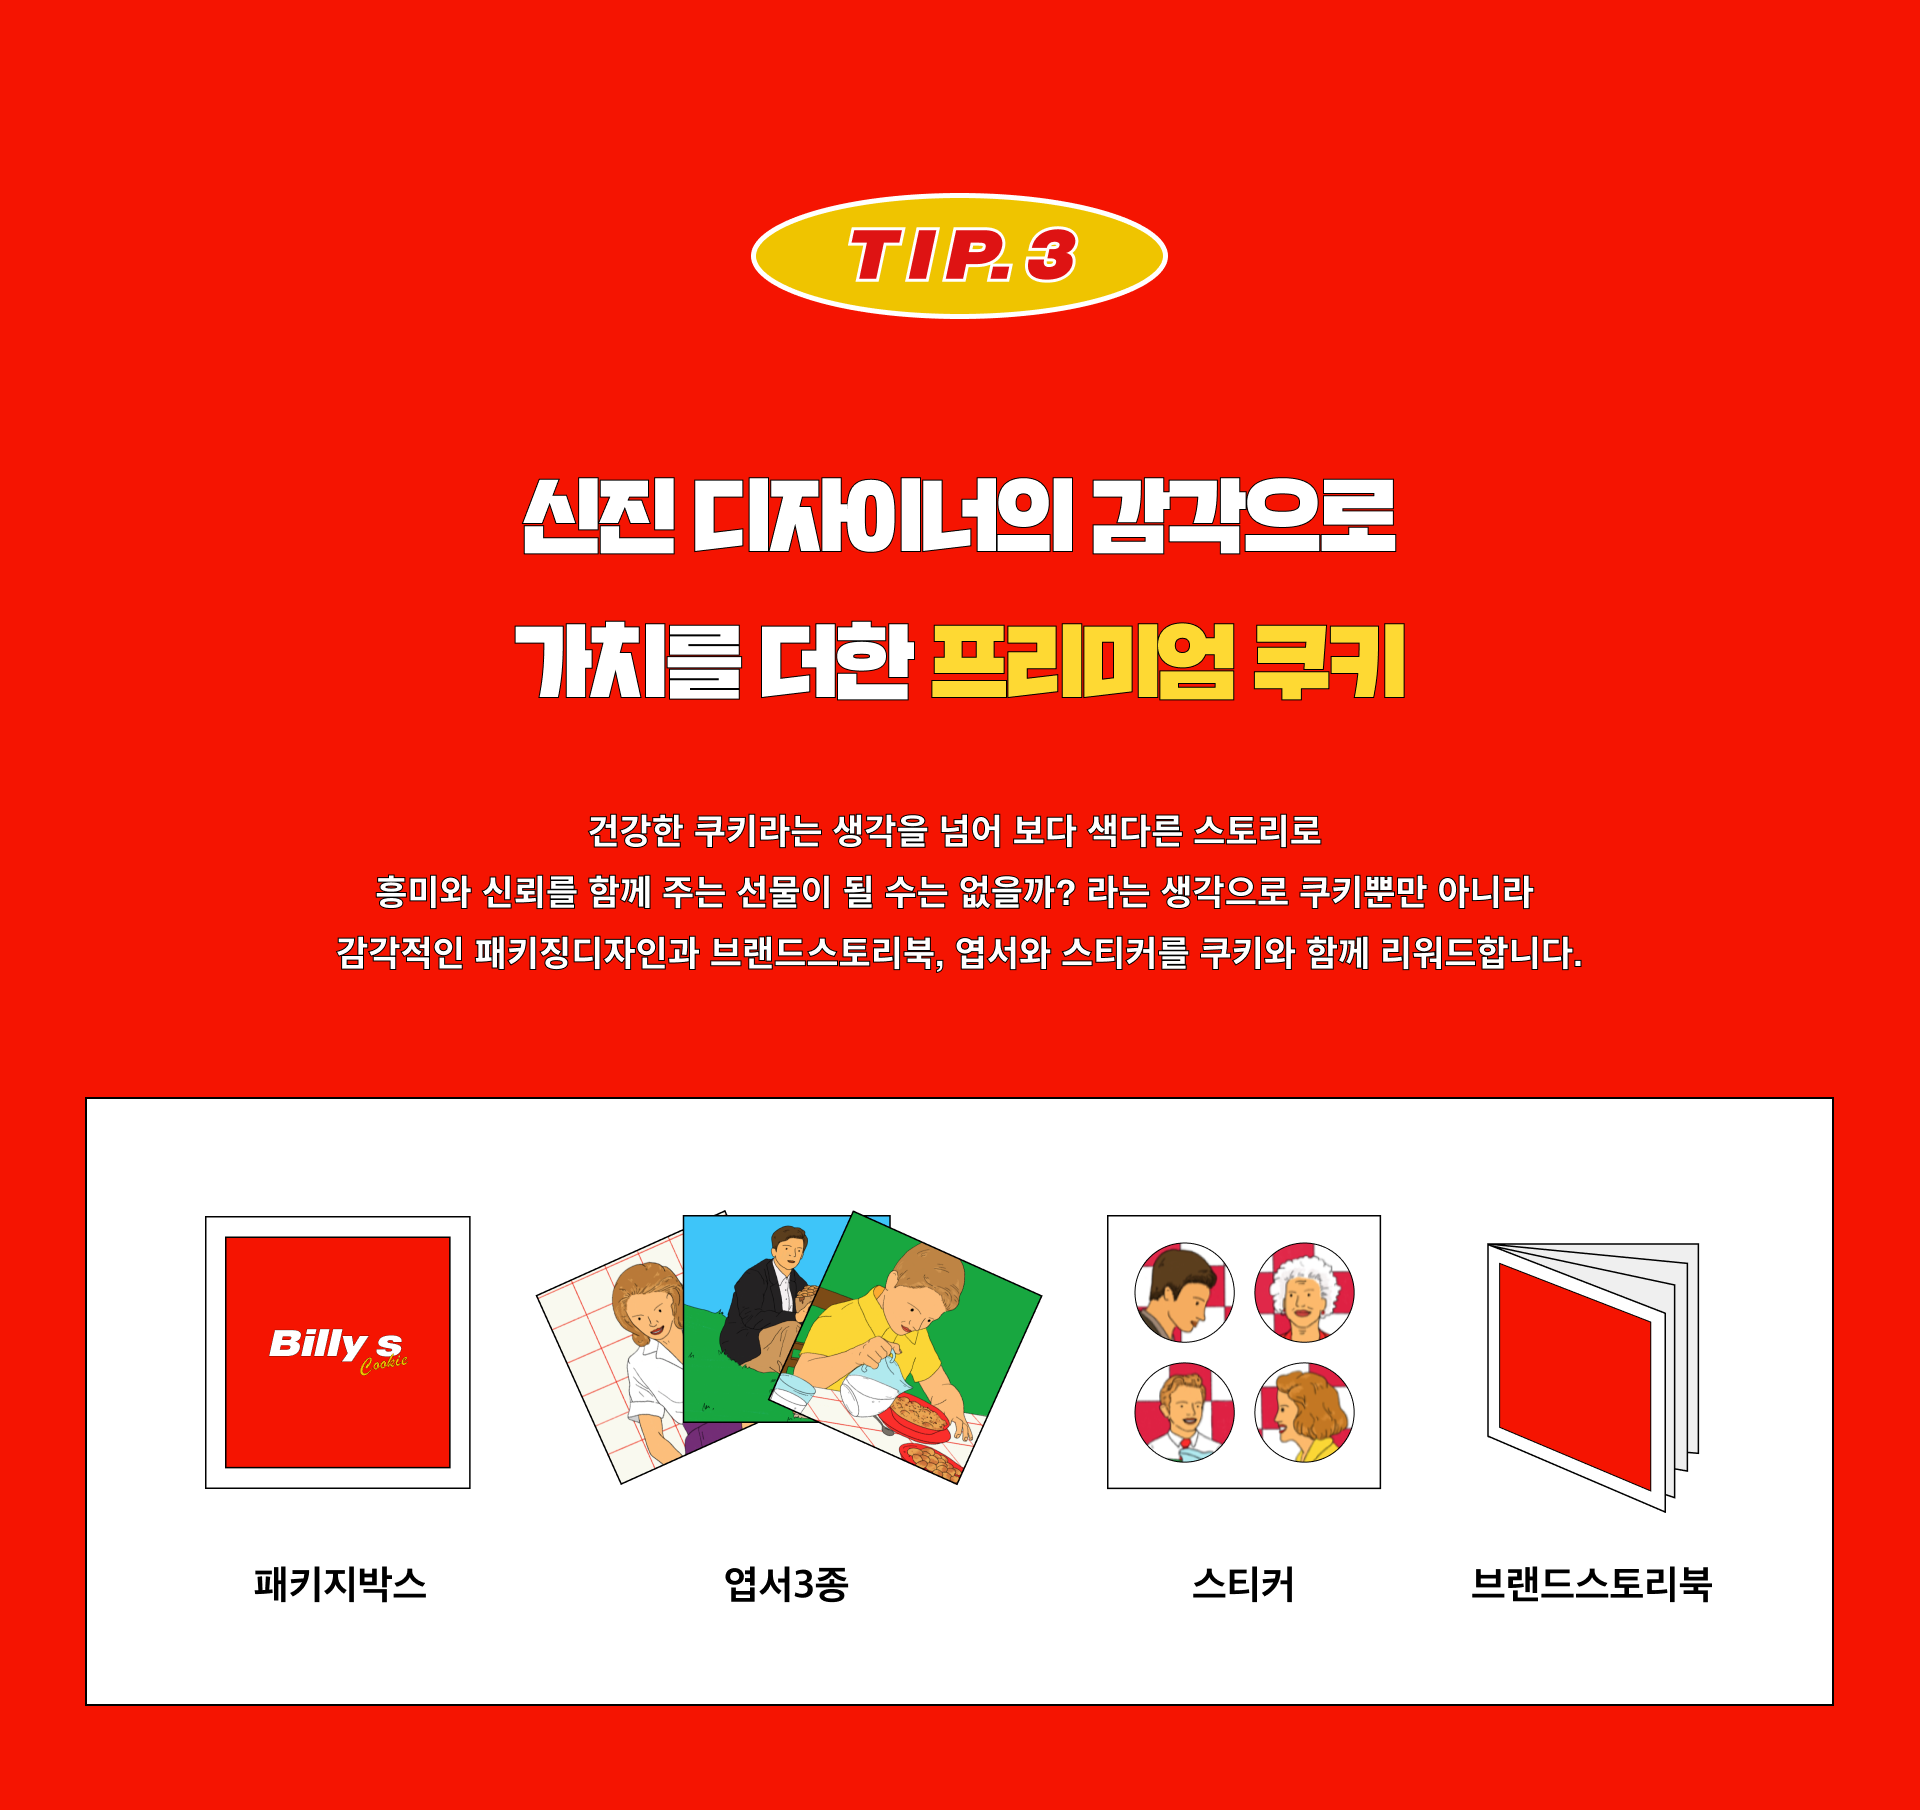 TIP.3
신진 디자이너의 감각으로
가치를 더한 프리미엄 쿠키
건강한 쿠키라는 생각을 넘어 보다 색다른 스토리로
흥미와 신뢰를 함께 주는 선물이 될 수는 없을까? 라는 생각으로 쿠키뿐만 아니라
감각적인 패키징디자인과 브랜드스토리북, 엽서와 스티커를 쿠키와 함께 리워드합니다.
Billy s
Cookie
패키지박스
엽서3종
스티커
브랜드스토리북